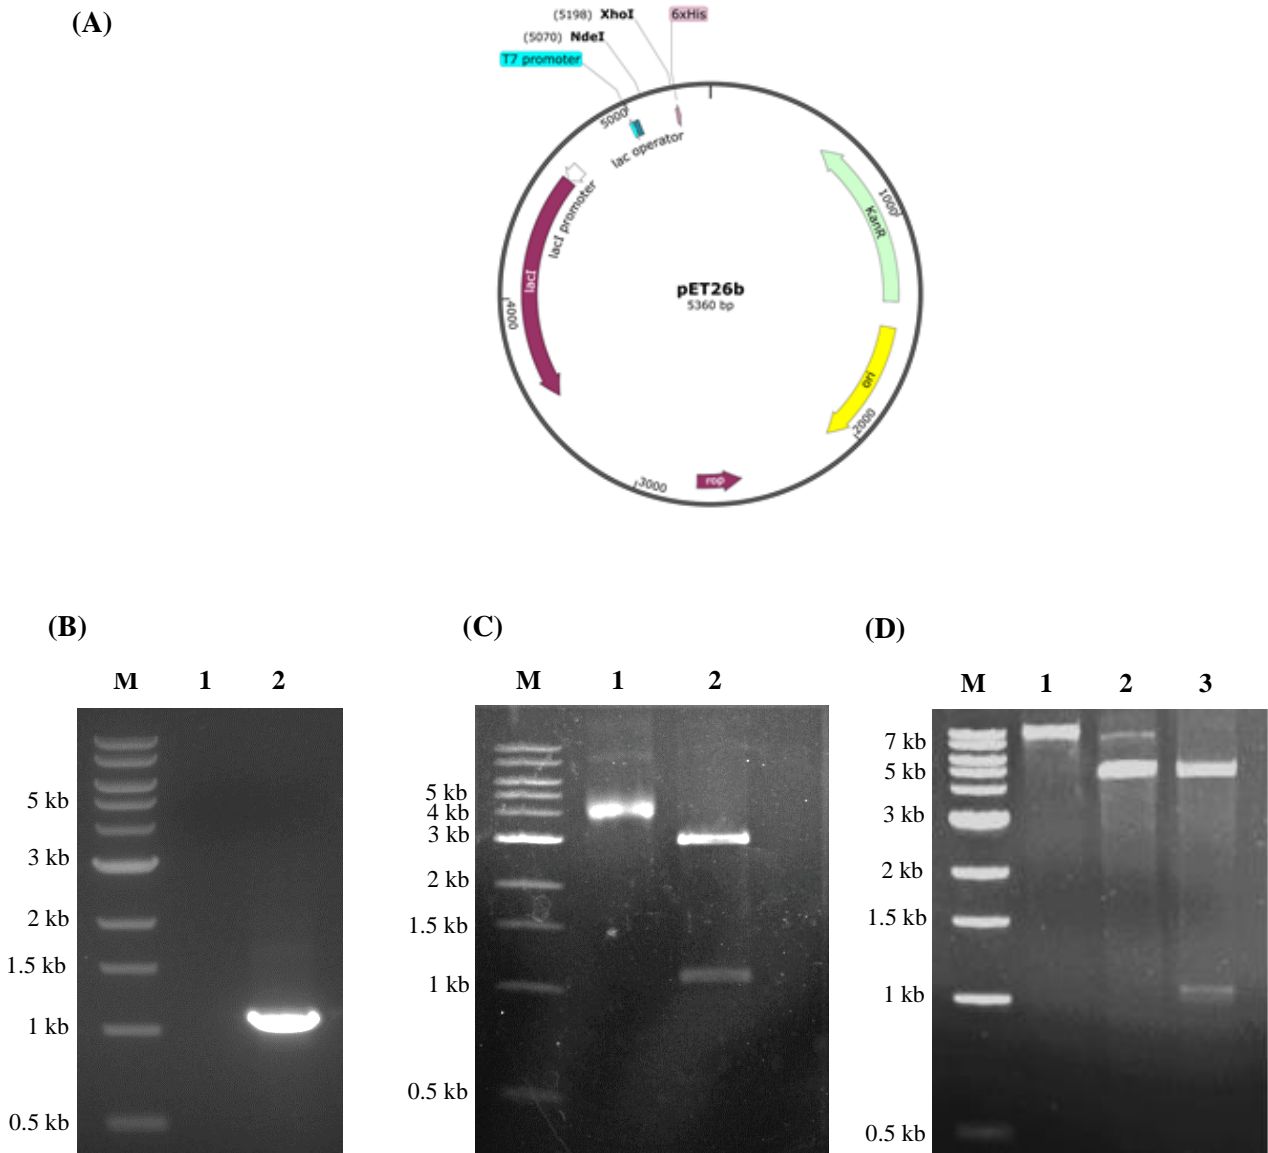 (A)
(5198) XhoI
6xHis
(5070) NdeI
T7 promoter
5000
lac operator
lacI promoter
lacI
KanR
1000
pET26b
5360 bp
4000
ori
2000
rop
3000
(B)
M 1 2
5 kb
3 kb
2 kb
1.5 kb
1 kb
0.5 kb
(C)
M 1 2
5 kb
4 kb
3 kb
2 kb
1.5 kb
1 kb
0.5 kb
(D)
M 1 2 3
7 kb
5 kb
3 kb
2 kb
1.5 kb
1 kb
0.5 kb